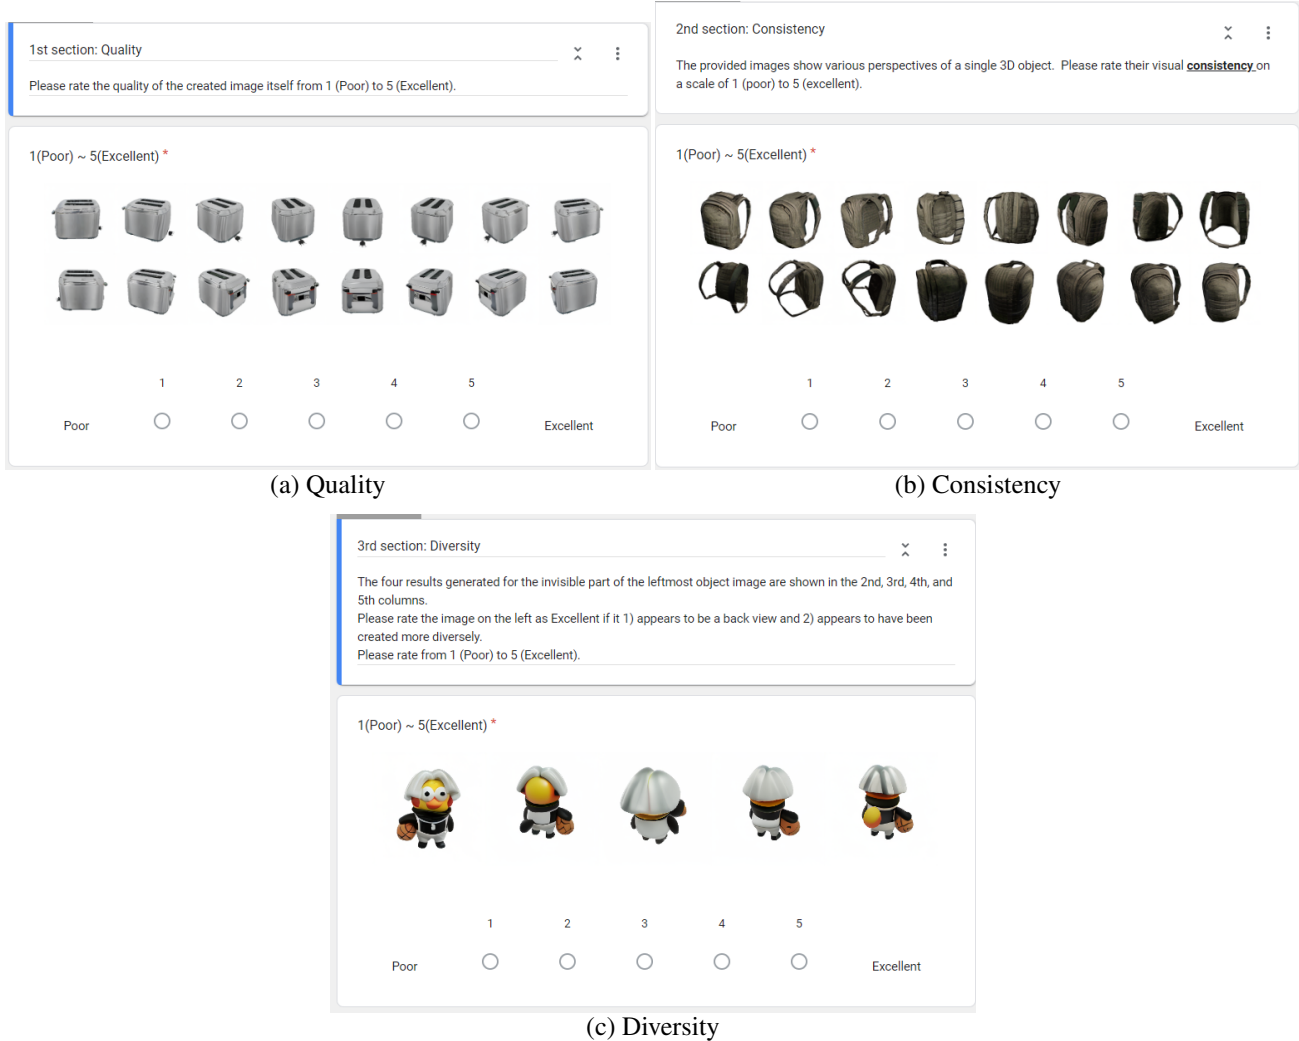 1st section: Quality
Please rate the quality of the created image itself from 1 (Poor) to 5 (Excellent).
1(Poor) ~ 5(Excellent) *
1 2 3 4 5
Poor Excellent
(a) Quality
2nd section: Consistency
The provided images show various perspectives of a single 3D object. Please rate their visual consistency on
a scale of 1 (poor) to 5 (excellent).
1(Poor) ~ 5(Excellent) *
1 2 3 4 5
Poor Excellent
(b) Consistency
3rd section: Diversity
The four results generated for the invisible part of the leftmost object image are shown in the 2nd, 3rd, 4th, and
5th columns.
Please rate the image on the left as Excellent if it 1) appears to be a back view and 2) appears to have been
created more diversely.
Please rate from 1 (Poor) to 5 (Excellent).
1(Poor) ~ 5(Excellent) *
1 2 3 4 5
Poor Excellent
(c) Diversity